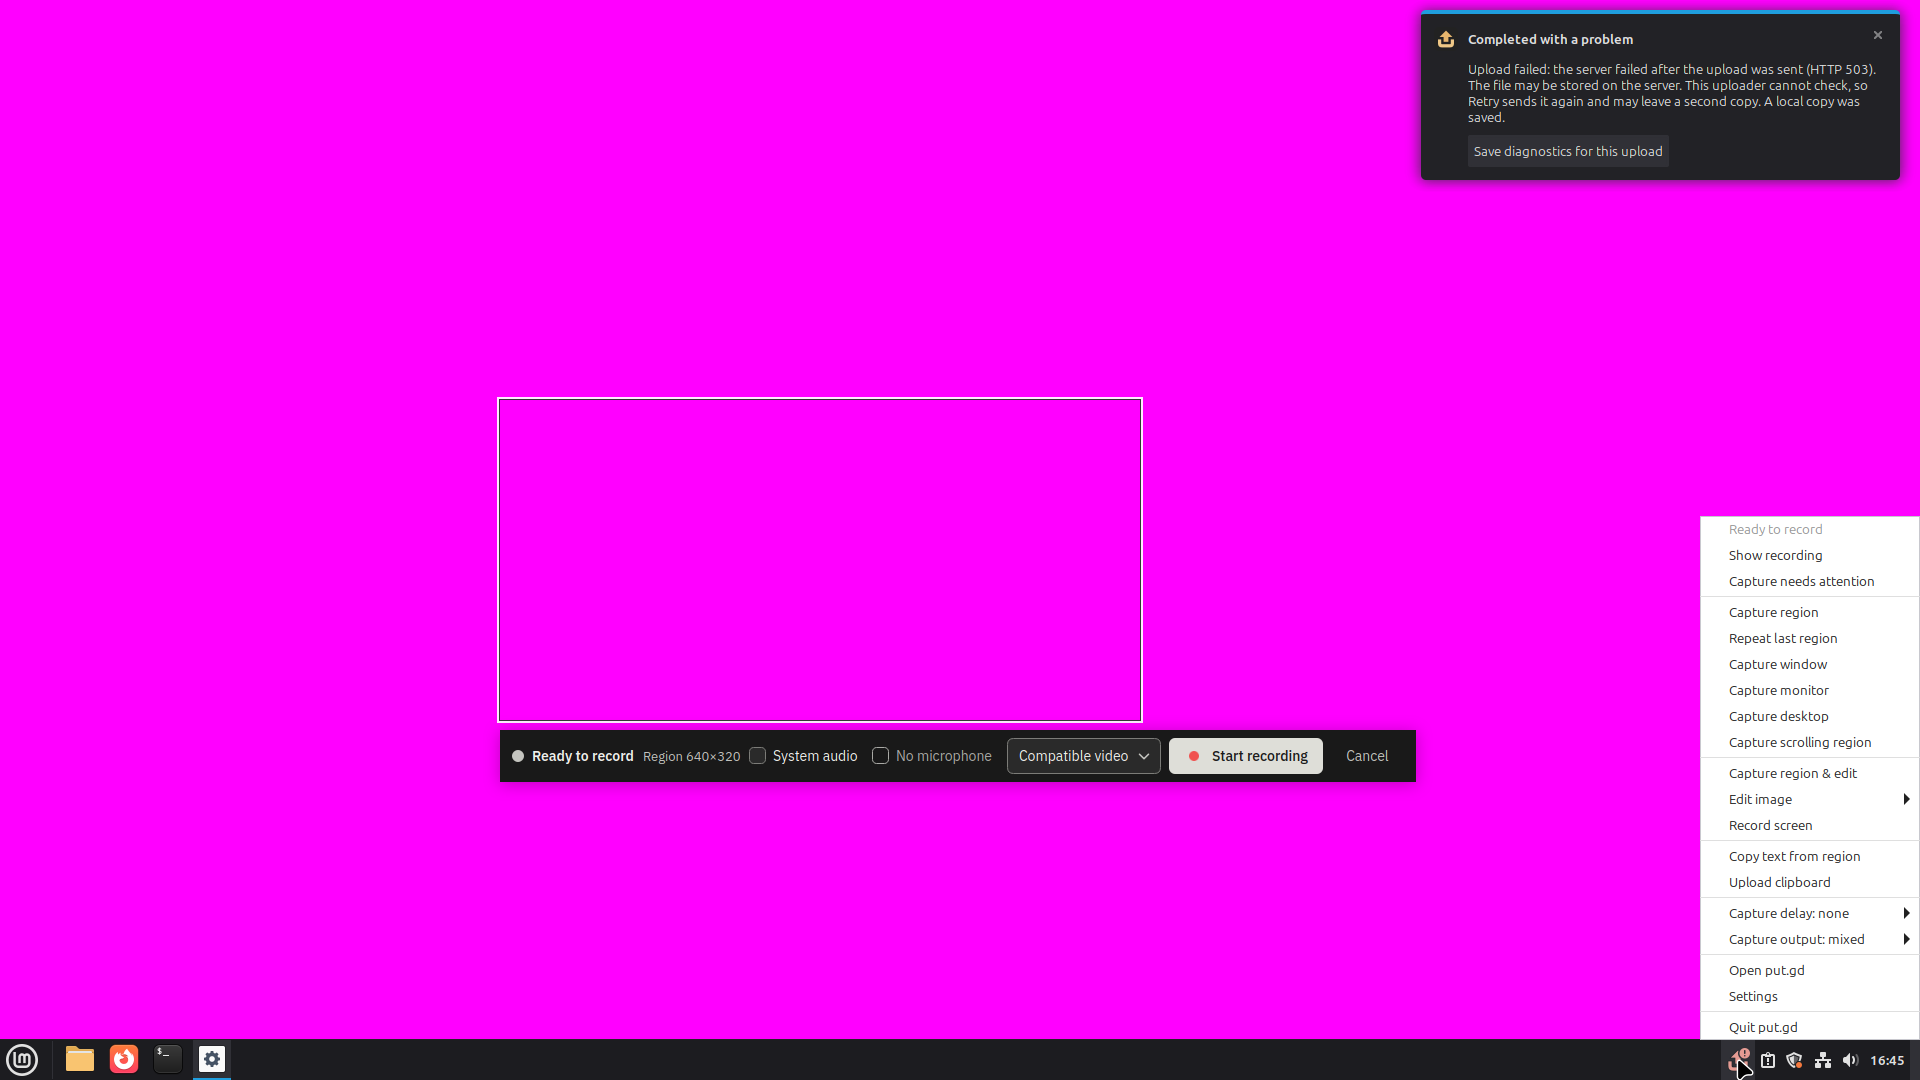 Completed with a problem
Upload failed: the server failed after the upload was sent (HTTP 503).
The file may be stored on the server. This uploader cannot check, so
Retry sends it again and may leave a second copy. A local copy was
saved.
Save diagnostics for this upload
Ready to record Region 640×320 System audio No microphone Compatible video Start recording Cancel
Ready to record
Show recording
Capture needs attention
Capture region
Repeat last region
Capture window
Capture monitor
Capture desktop
Capture scrolling region
Capture region & edit
Edit image
Record screen
Copy text from region
Upload clipboard
Capture delay: none
Capture output: mixed
Open put.gd
Settings
Quit put.gd
16:45